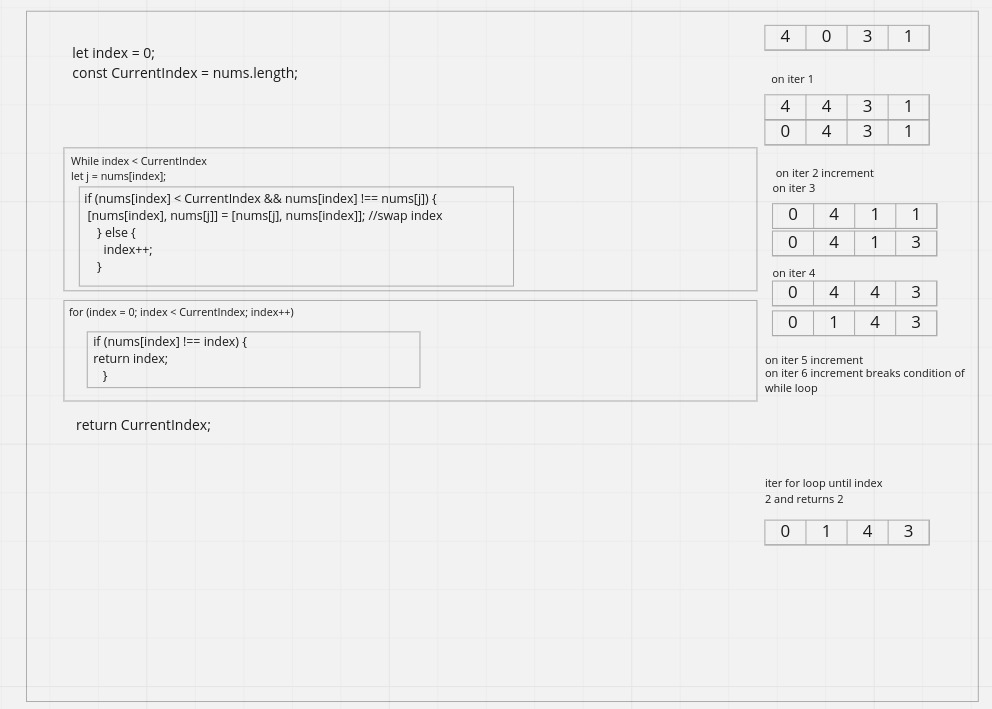 let index = 0;
const CurrentIndex = nums.length;
While index < CurrentIndex
let j = nums[index];
if (nums[index] < CurrentIndex && nums[index] !== nums[j]) {
[nums[index], nums[j]] = [nums[j], nums[index]]; //swap index
} else {
index++;
}
for (index = 0; index < CurrentIndex; index++)
if (nums[index] !== index) {
return index;
}
return CurrentIndex;
4 0 3 1
on iter 1
4 4 3 1
0 4 3 1
on iter 2 increment
on iter 3
0 4 1 1
0 4 1 3
on iter 4
0 4 4 3
0 1 4 3
on iter 5 increment
on iter 6 increment breaks condition of
while loop
iter for loop until index
2 and returns 2
0 1 4 3